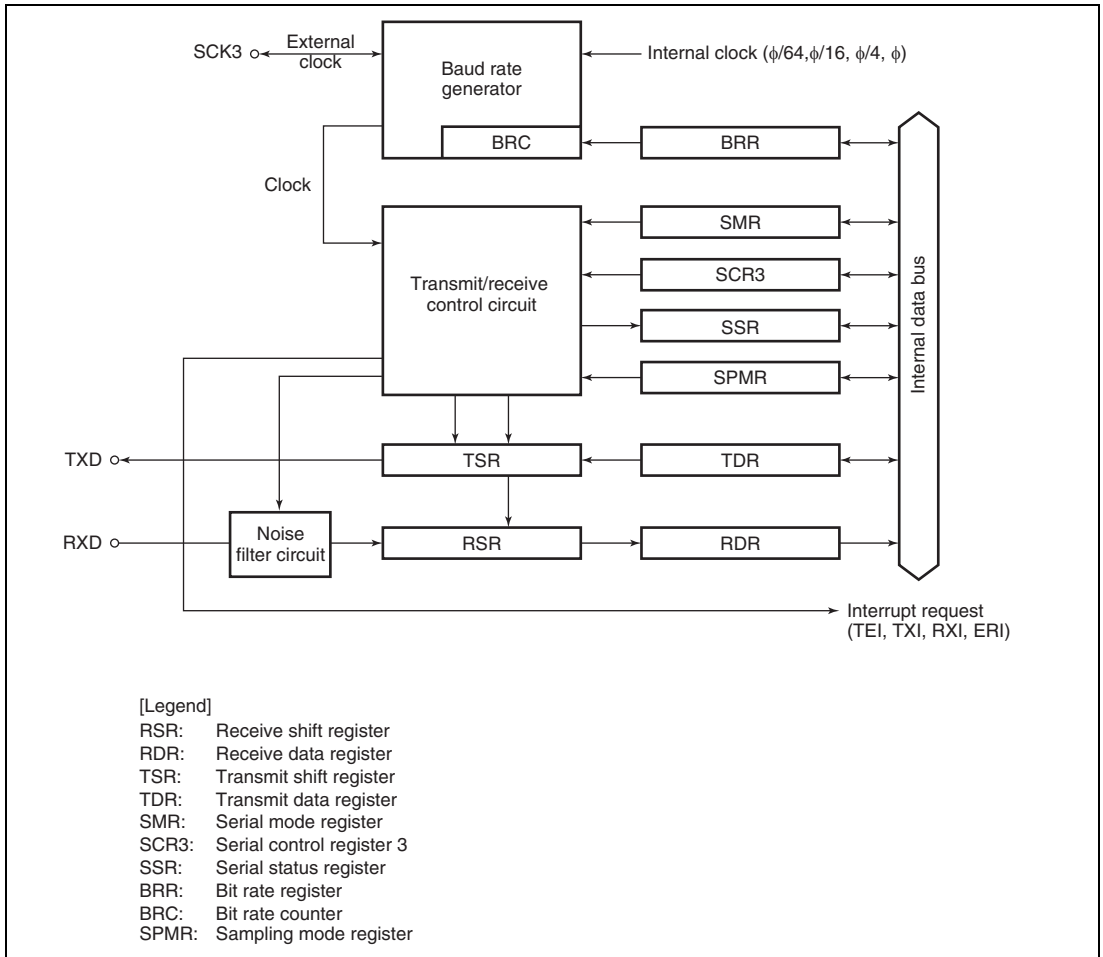 SCK3
External
clock
Baud rate
generator
Internal clock (ϕ/64,ϕ/16, ϕ/4, ϕ)
BRC
BRR
Clock
SMR
Transmit/receive
control circuit
SCR3
SSR
SPMR
Internal data bus
TXD
TSR
TDR
RXD
Noise
filter circuit
RSR
RDR
Interrupt request
(TEI, TXI, RXI, ERI)
[Legend]
RSR: Receive shift register
RDR: Receive data register
TSR: Transmit shift register
TDR: Transmit data register
SMR: Serial mode register
SCR3: Serial control register 3
SSR: Serial status register
BRR: Bit rate register
BRC: Bit rate counter
SPMR: Sampling mode register